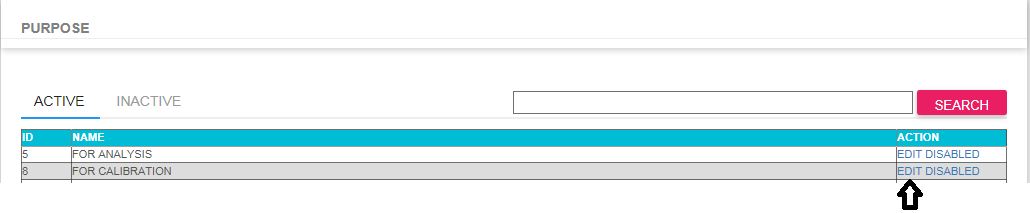 PURPOSE
ACTIVE INACTIVE SEARCH
ID NAME ACTION
5 FOR ANALYSIS EDIT DISABLED
8 FOR CALIBRATION EDIT DISABLED